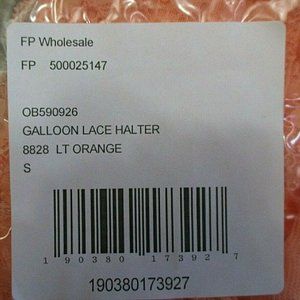 FP Wholesale
FP 500025147
OB590926
GALLOON LACE HALTER
8828 LT ORANGE
S
1 90380 17392 7
190380173927